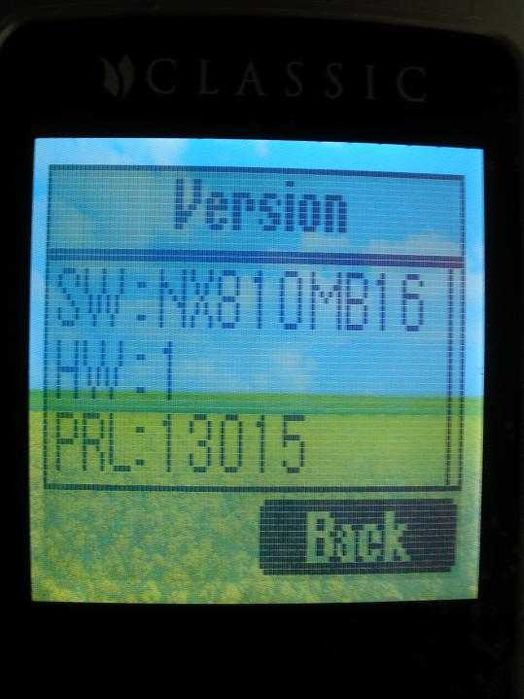 CLASSIC
Version
SW:NX810MB16
HW:1
PRL:13015
Back